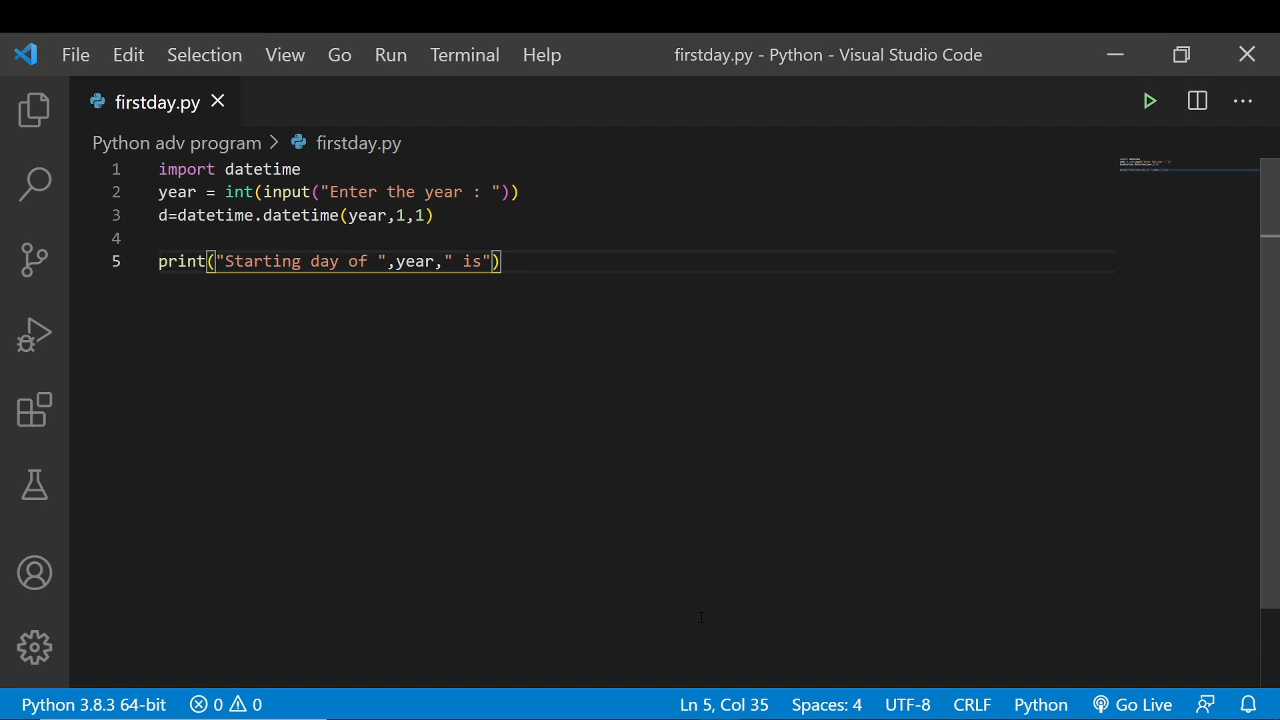 File Edit Selection View Go Run Terminal Help firstday.py - Python - Visual Studio Code
firstday.py
Python adv program > firstday.py
1 import datetime
2 year = int(input("Enter the year : "))
3 d=datetime.datetime(year,1,1)
4
5 print("Starting day of ",year," is")
Python 3.8.3 64-bit 0 0 Ln 5, Col 35 Spaces: 4 UTF-8 CRLF Python Go Live